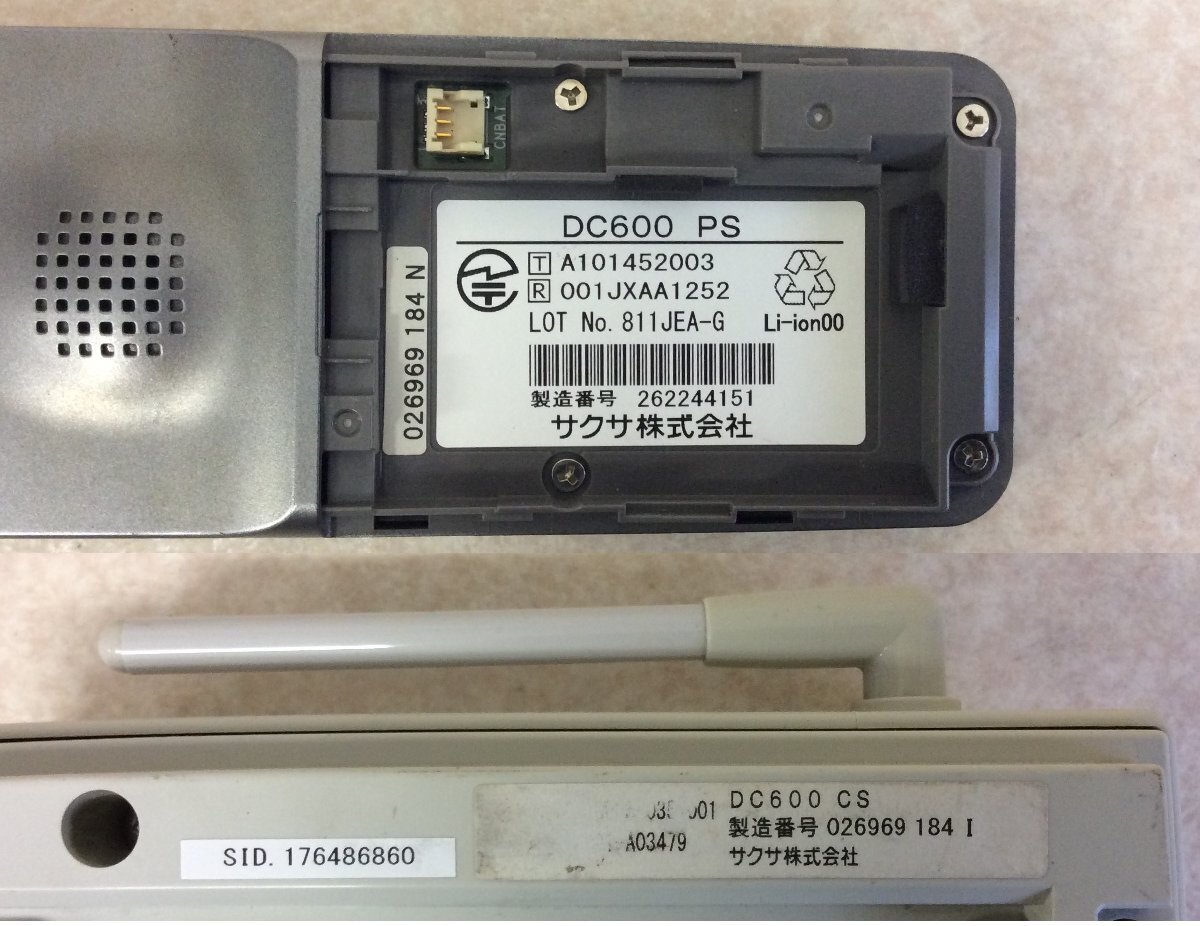 CNBAT
DC600 PS
T A101452003
R 001JXAA1252
LOT No. 811JEA-G
Li-ion00
製造番号 262244151
サクサ株式会社
026969 184 N
SID. 176486860
001
A03479
DC600 CS
製造番号 026969 184 I
サクサ株式会社